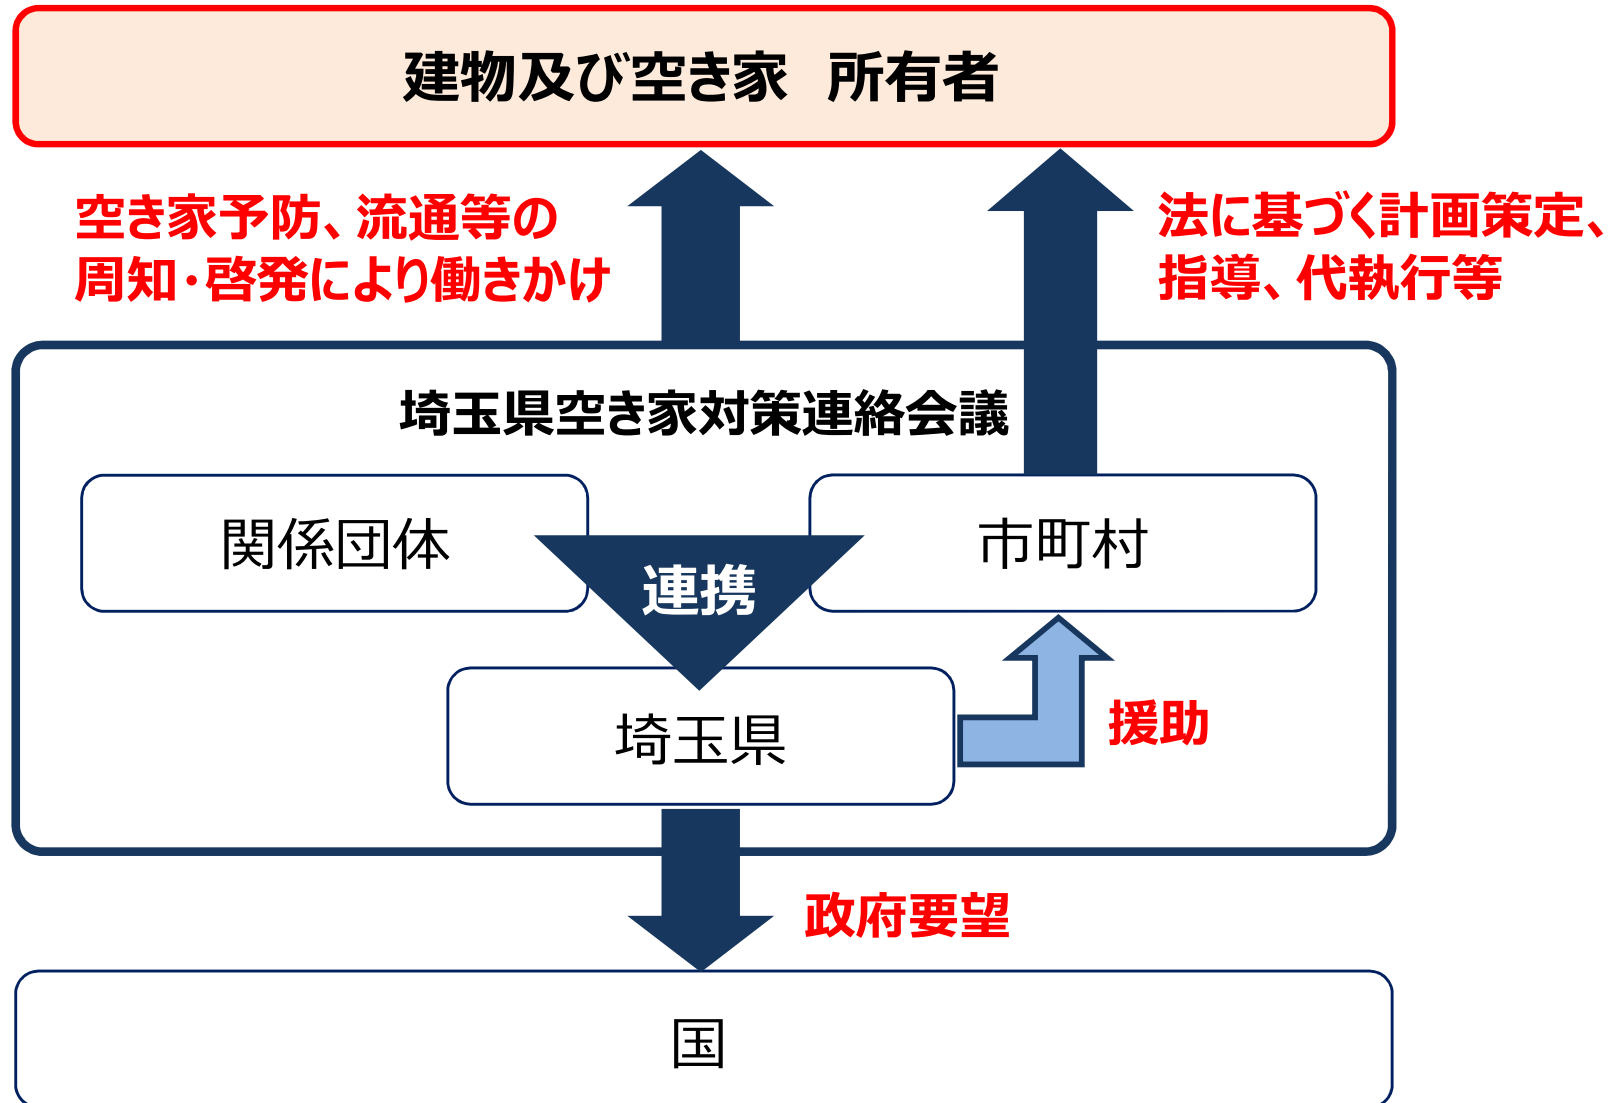 建物及び空き家　所有者
空き家予防、流通等の
周知・啓発により働きかけ
法に基づく計画策定、
指導、代執行等
埼玉県空き家対策連絡会議
関係団体
市町村
連携
埼玉県
援助
政府要望
国